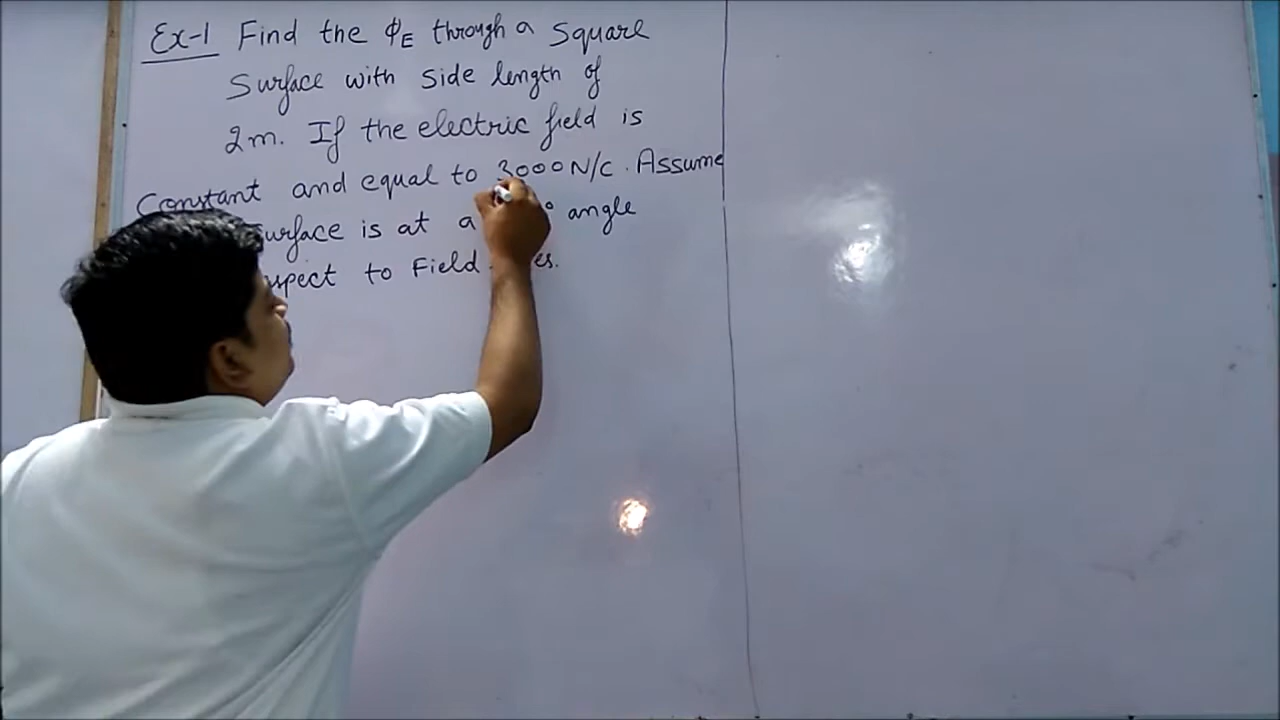 Ex-1 Find the ΦE through a Square
Surface with side length of
2m. If the electric field is
Constant and equal to 3000 N/C. Assume
urface is at a ° angle
spect to Field es.